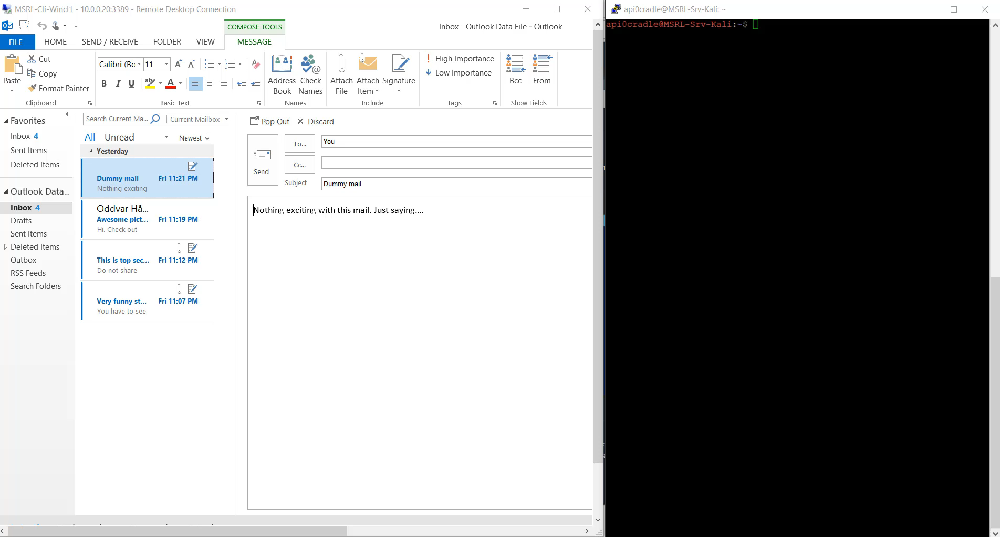 MSRL-Cli-Wincl1 - 10.0.0.20:3389 - Remote Desktop Connection
COMPOSE TOOLS
Inbox - Outlook Data File - Outlook
FILE
HOME
SEND / RECEIVE
FOLDER
VIEW
MESSAGE
Paste
Cut
Copy
Format Painter
Clipboard
Calibri (Bc
11
B I U
Basic Text
Address Book
Check Names
Names
Attach File
Attach Item
Signature
Include
High Importance
Low Importance
Tags
Bcc
From
Show Fields
Favorites
Inbox 4
Sent Items
Deleted Items
Outlook Data...
Inbox 4
Drafts
Sent Items
Deleted Items
Outbox
RSS Feeds
Search Folders
Search Current Ma...
Current Mailbox
All Unread
Newest
Yesterday
Dummy mail Fri 11:21 PM
Nothing exciting
Oddvar Hå...
Awesome pict... Fri 11:19 PM
Hi. Check out
This is top sec... Fri 11:12 PM
Do not share
Very funny st... Fri 11:07 PM
You have to see
Pop Out
Discard
Send
To...
You
Cc...
Subject
Dummy mail
Nothing exciting with this mail. Just saying....
api0cradle@MSRL-Srv-Kali: ~
api0cradle@MSRL-Srv-Kali:~$